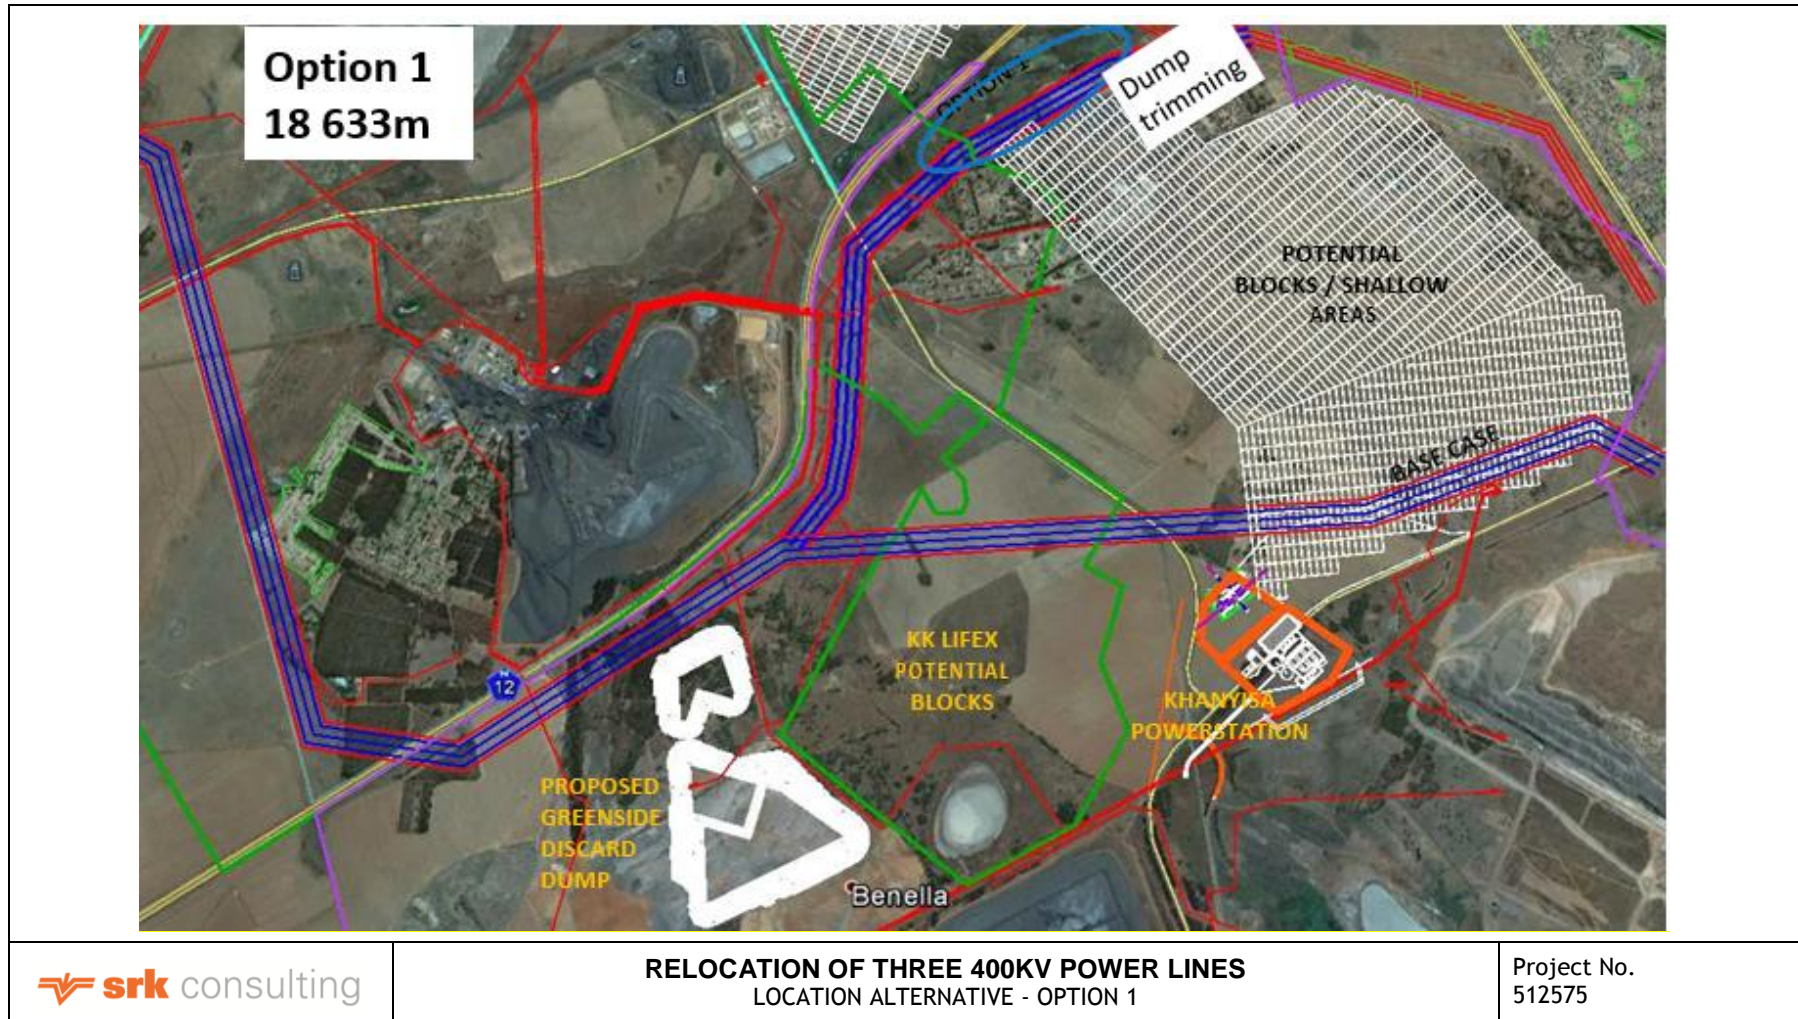 Option 1
18 633m
OPTION 1
Dump
trimming
POTENTIAL
BLOCKS / SHALLOW
AREAS
BASE CASE
N
12
KK LIFEX
POTENTIAL
BLOCKS
KHANYISA
POWERSTATION
PROPOSED
GREENSIDE
DISCARD
DUMP
Benella
srk consulting
RELOCATION OF THREE 400KV POWER LINES
LOCATION ALTERNATIVE - OPTION 1
Project No.
512575